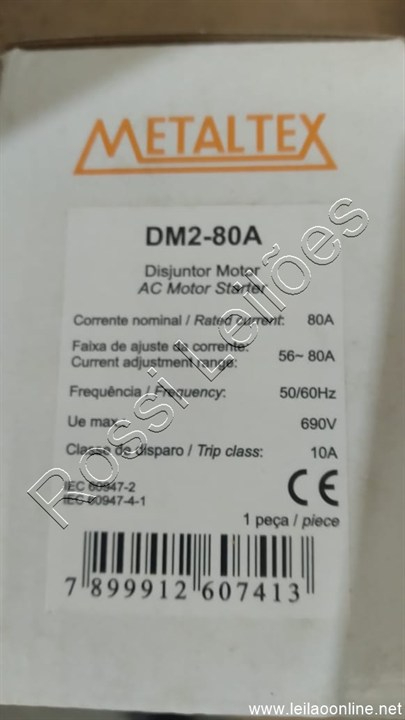 METALTEX
DM2-80A
Disjuntor Motor
AC Motor Starter
Corrente nominal / Rated current: 80A
Faixa de ajuste da corrente:
Current adjustment range: 56~ 80A
Frequência / Frequency: 50/60Hz
Ue max. 690V
Classe de disparo / Trip class: 10A
IEC 60947-2
IEC 60947-4-1
CE
1 peça / piece
7 899912 607413
Rossi Leilões
www.leilaoonline.net